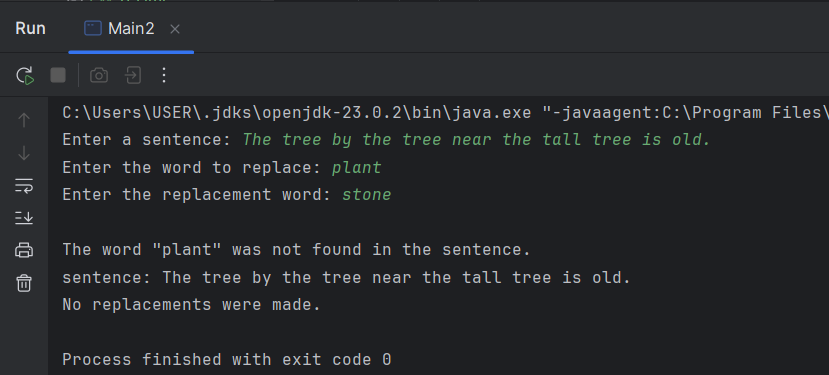 Run Main2
C:\Users\USER\.jdks\openjdk-23.0.2\bin\java.exe "-javaagent:C:\Program Files\
Enter a sentence: The tree by the tree near the tall tree is old.
Enter the word to replace: plant
Enter the replacement word: stone
The word "plant" was not found in the sentence.
sentence: The tree by the tree near the tall tree is old.
No replacements were made.
Process finished with exit code 0